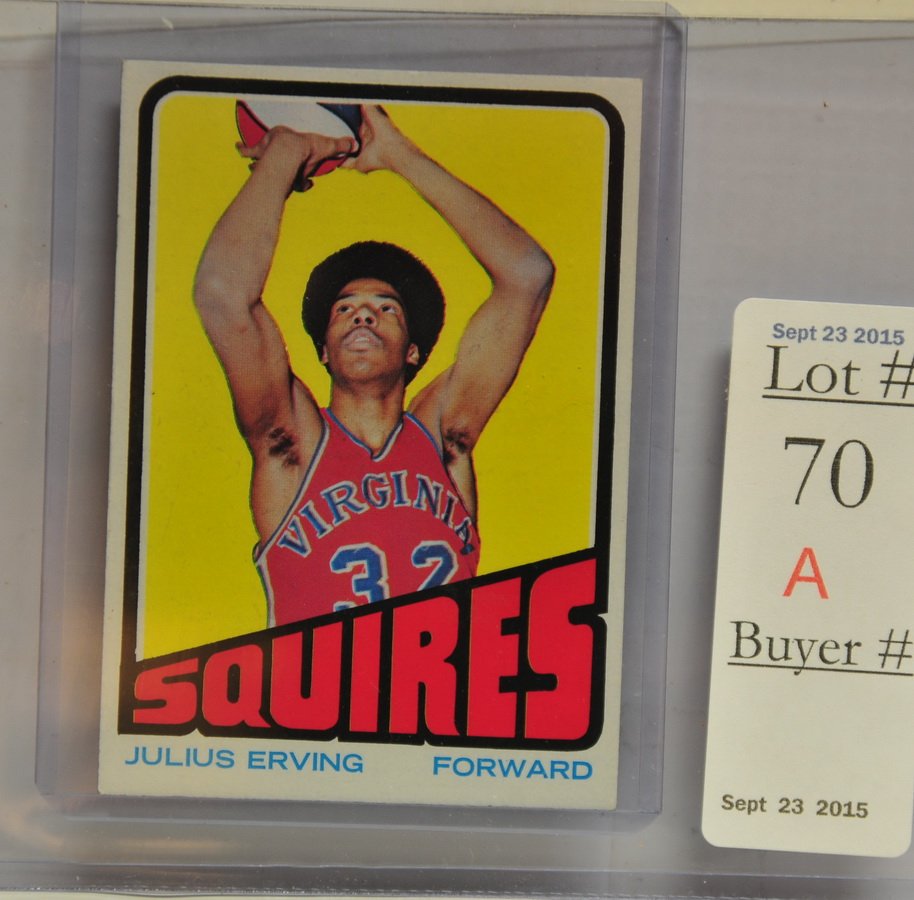 VIRGINIA
32
SQUIRES
JULIUS ERVING FORWARD
Sept 23 2015
Lot #
70
A
Buyer #
Sept 23 2015